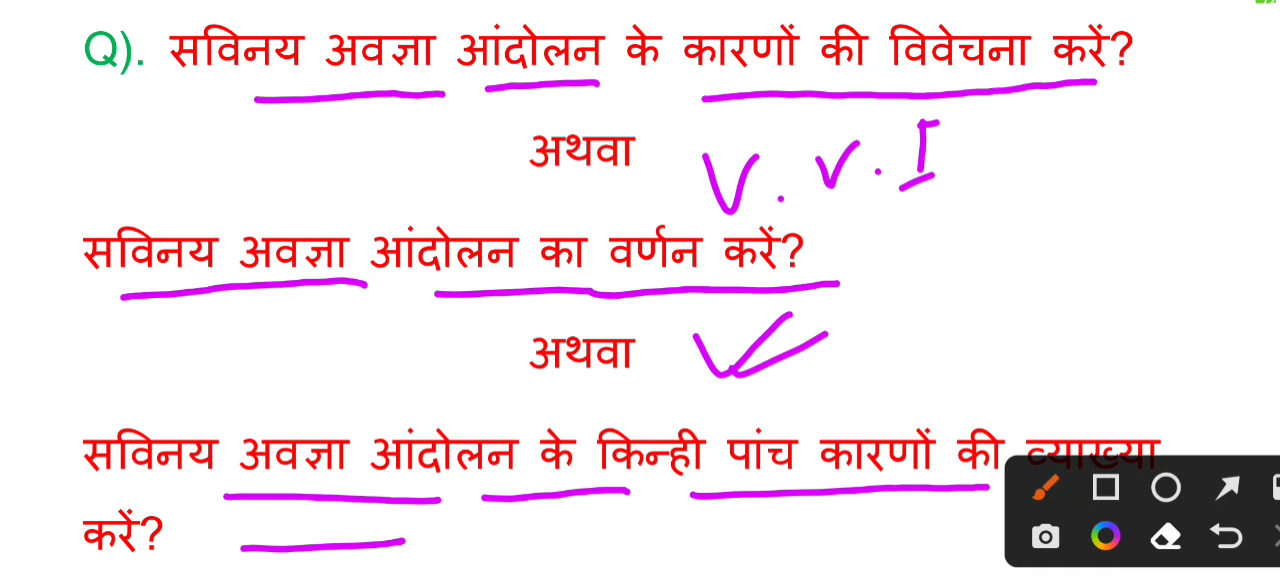 Q). सविनय अवज्ञा आंदोलन के कारणों की विवेचना करें?
अथवा
V. V. I
सविनय अवज्ञा आंदोलन का वर्णन करें?
अथवा
सविनय अवज्ञा आंदोलन के किन्ही पांच कारणों की व्याख्या
करें?